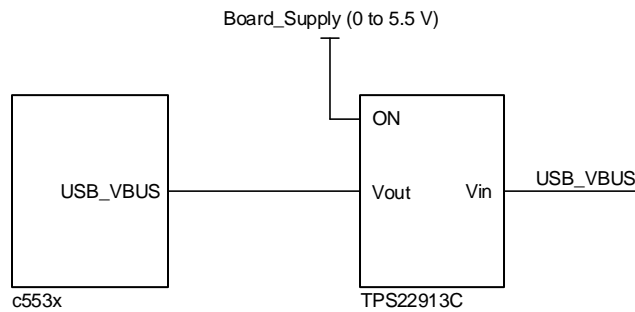 Board_Supply (0 to 5.5 V)
ON
USB_VBUS
Vout
Vin
USB_VBUS
c553x
TPS22913C